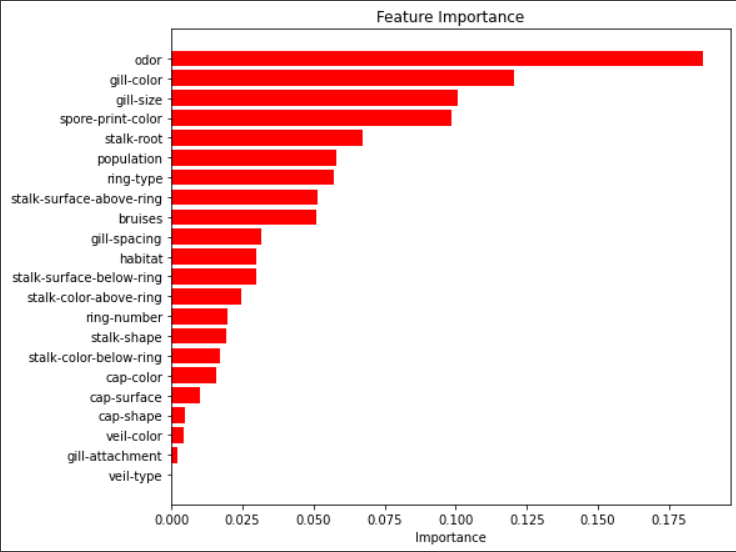 Feature Importance
odor
gill-color
gill-size
spore-print-color
stalk-root
population
ring-type
stalk-surface-above-ring
bruises
gill-spacing
habitat
stalk-surface-below-ring
stalk-color-above-ring
ring-number
stalk-shape
stalk-color-below-ring
cap-color
cap-surface
cap-shape
veil-color
gill-attachment
veil-type
0.000 0.025 0.050 0.075 0.100 0.125 0.150 0.175
Importance